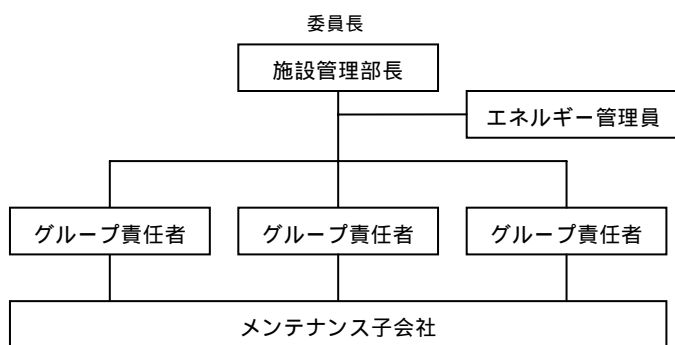 委員長
施設管理部長
エネルギー管理員
グループ責任者
グループ責任者
グループ責任者
メンテナンス子会社